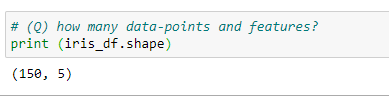 # (Q) how many data-points and features?
print (iris_df.shape)
(150, 5)